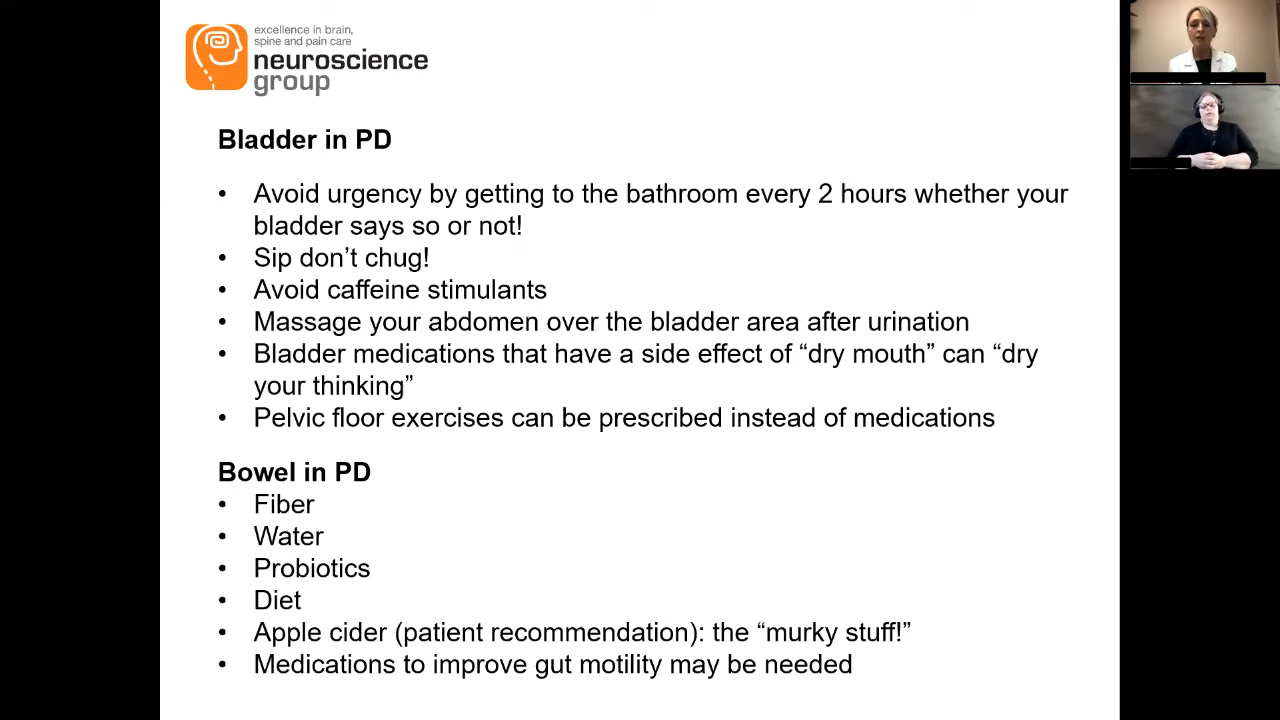 excellence in brain,
spine and pain care
neuroscience
group
Bladder in PD
• Avoid urgency by getting to the bathroom every 2 hours whether your
bladder says so or not!
• Sip don’t chug!
• Avoid caffeine stimulants
• Massage your abdomen over the bladder area after urination
• Bladder medications that have a side effect of “dry mouth” can “dry
your thinking”
• Pelvic floor exercises can be prescribed instead of medications
Bowel in PD
• Fiber
• Water
• Probiotics
• Diet
• Apple cider (patient recommendation): the “murky stuff!”
• Medications to improve gut motility may be needed